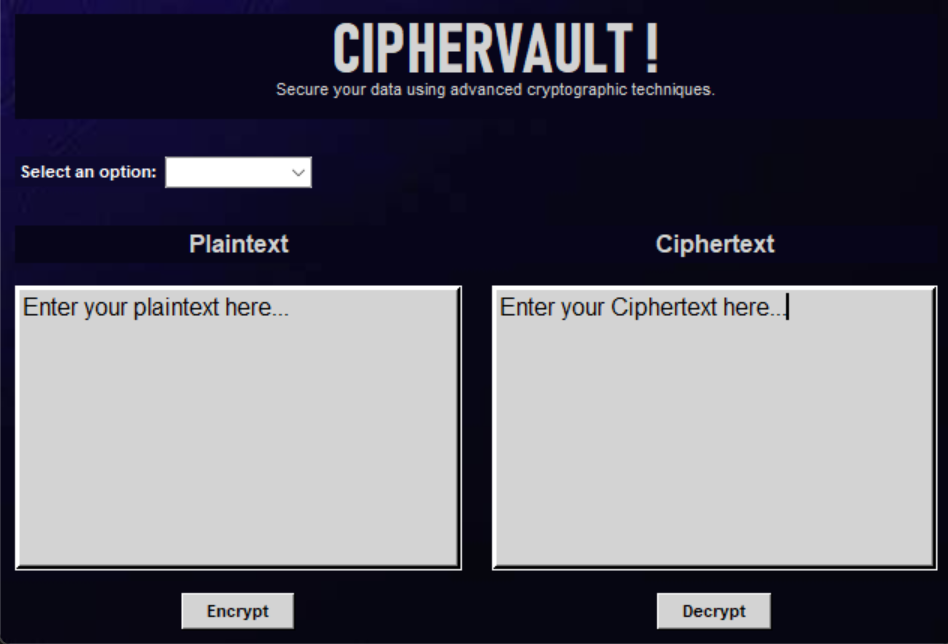 CIPHERVAULT !
Secure your data using advanced cryptographic techniques.
Select an option:
Plaintext
Ciphertext
Enter your plaintext here...
Enter your Ciphertext here...
Encrypt
Decrypt